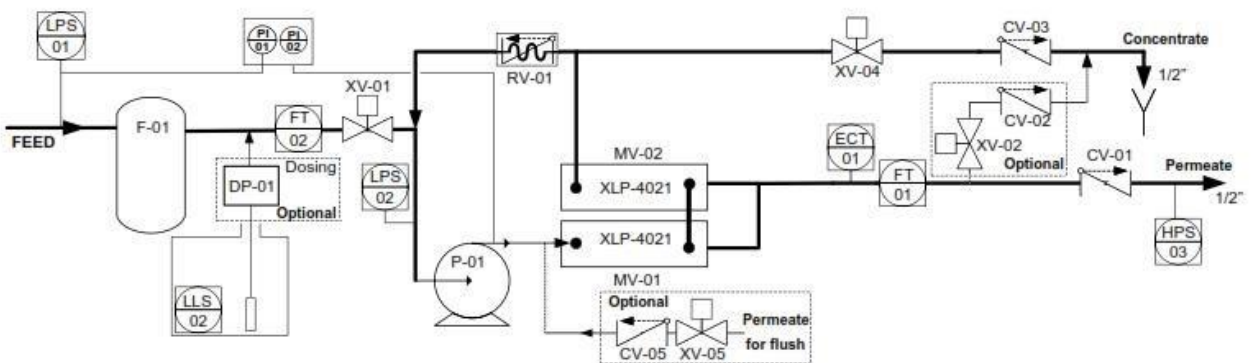 LPS
01
PI
01
PI
02
XV-01
RV-01
XV-04
CV-03
Concentrate
1/2"
FEED
F-01
FT
02
Dosing
DP-01
Optional
LLS
02
LPS
02
P-01
MV-02
XLP-4021
XLP-4021
MV-01
ECT
01
FT
01
CV-02
XV-02
Optional
CV-01
Permeate
1/2"
HPS
03
Optional
Permeate
for flush
CV-05
XV-05